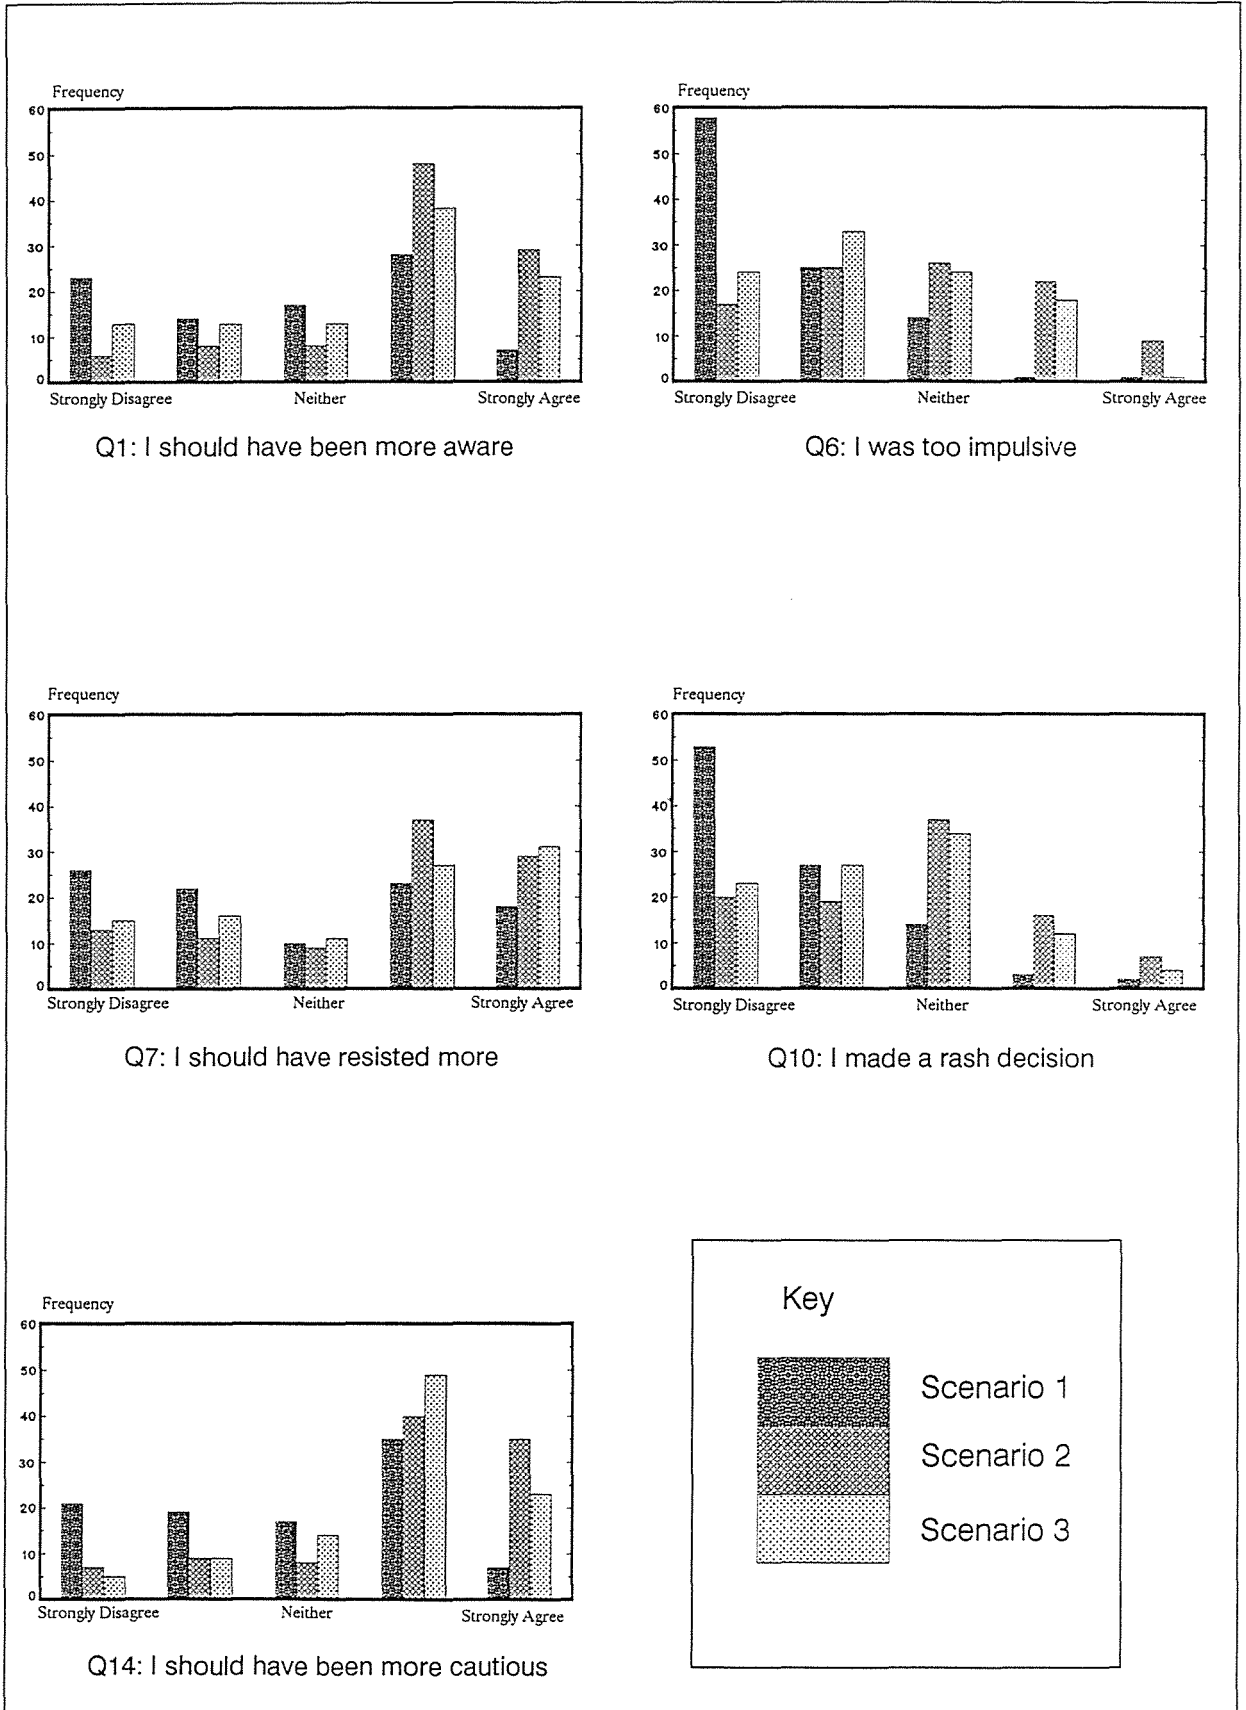 Frequency
60
50
40
30
20
10
0
Strongly Disagree Neither Strongly Agree
Q1: I should have been more aware
Frequency
60
50
40
30
20
10
0
Strongly Disagree Neither Strongly Agree
Q6: I was too impulsive
Frequency
60
50
40
30
20
10
0
Strongly Disagree Neither Strongly Agree
Q7: I should have resisted more
Frequency
60
50
40
30
20
10
0
Strongly Disagree Neither Strongly Agree
Q10: I made a rash decision
Frequency
60
50
40
30
20
10
0
Strongly Disagree Neither Strongly Agree
Q14: I should have been more cautious
Key
Scenario 1
Scenario 2
Scenario 3